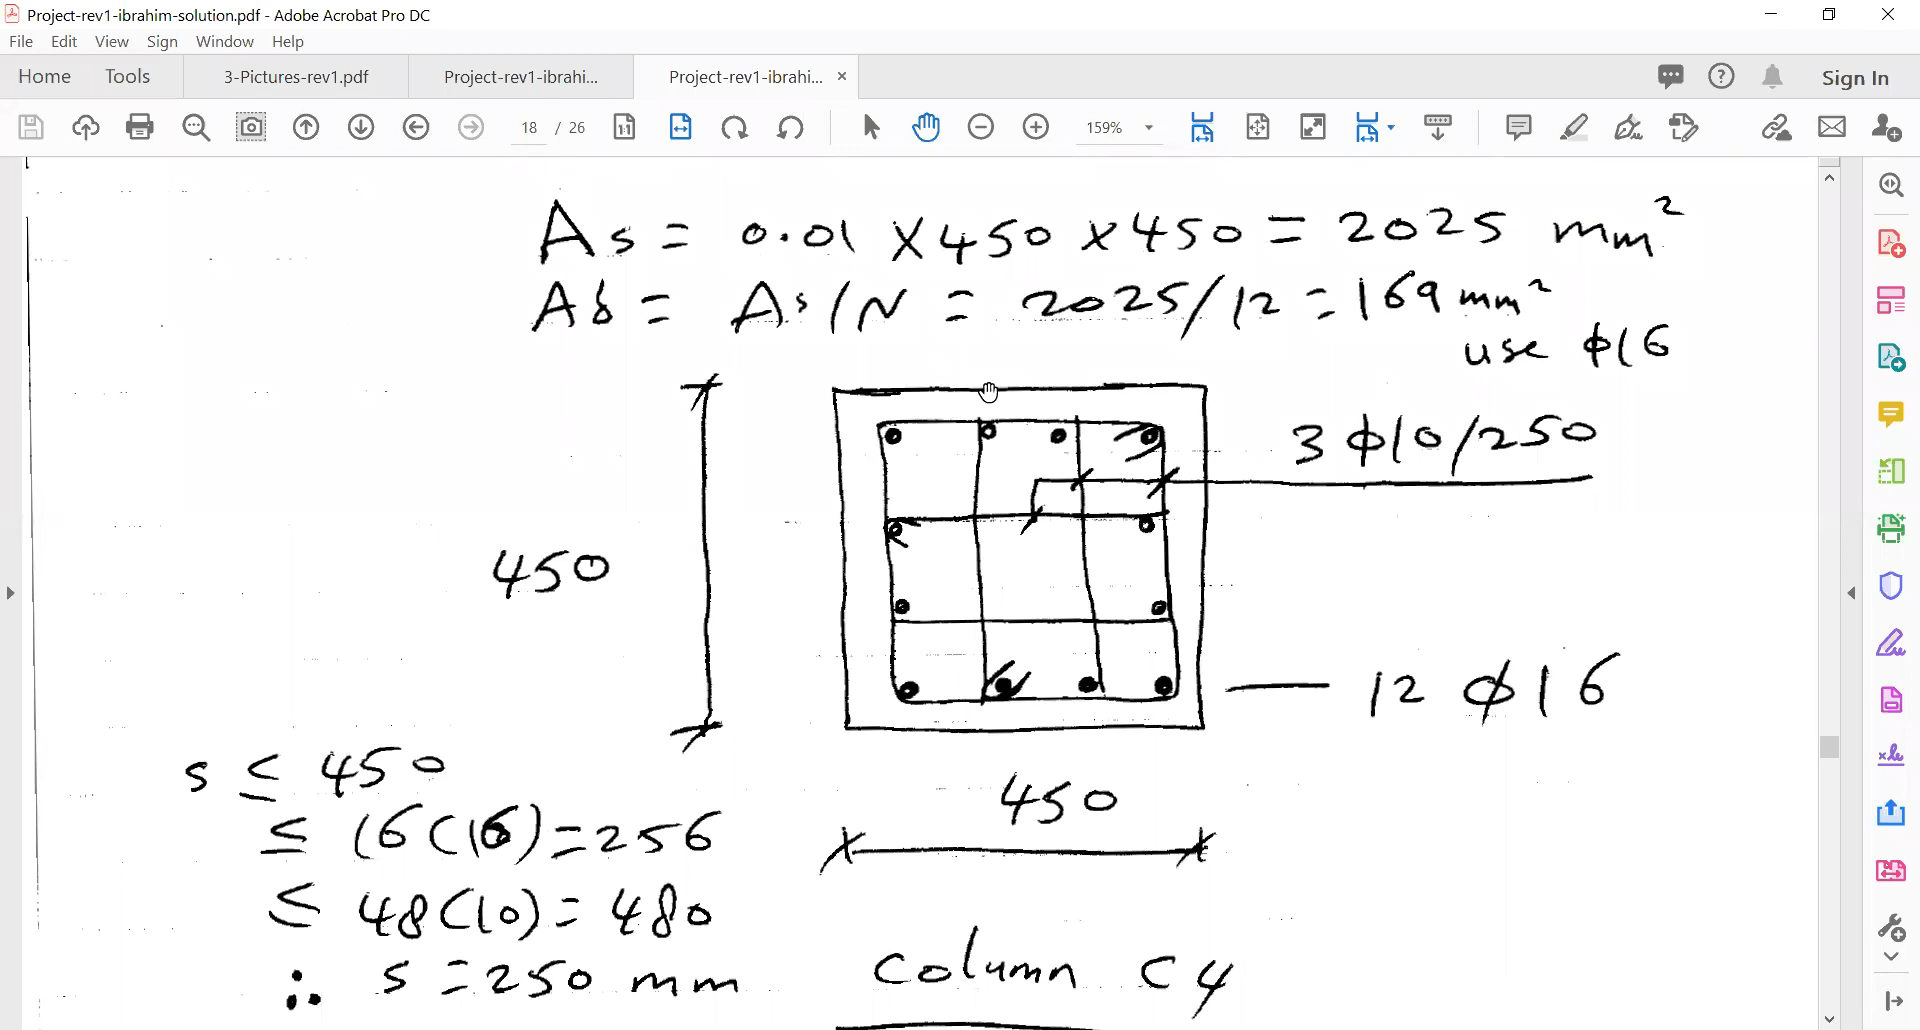 Project-rev1-ibrahim-solution.pdf - Adobe Acrobat Pro DC
File Edit View Sign Window Help
Home Tools 3-Pictures-rev1.pdf Project-rev1-ibrahi... Project-rev1-ibrahi... × Sign In
18 / 26 159%
As = 0.01 × 450 × 450 = 2025 mm²
Ab = As/N = 2025/12 = 169 mm²
use φ16
3 φ10/250
450
12 φ16
450
s ≤ 450
≤ 16(16) = 256
≤ 48(10) = 480
∴ s = 250 mm
column C4